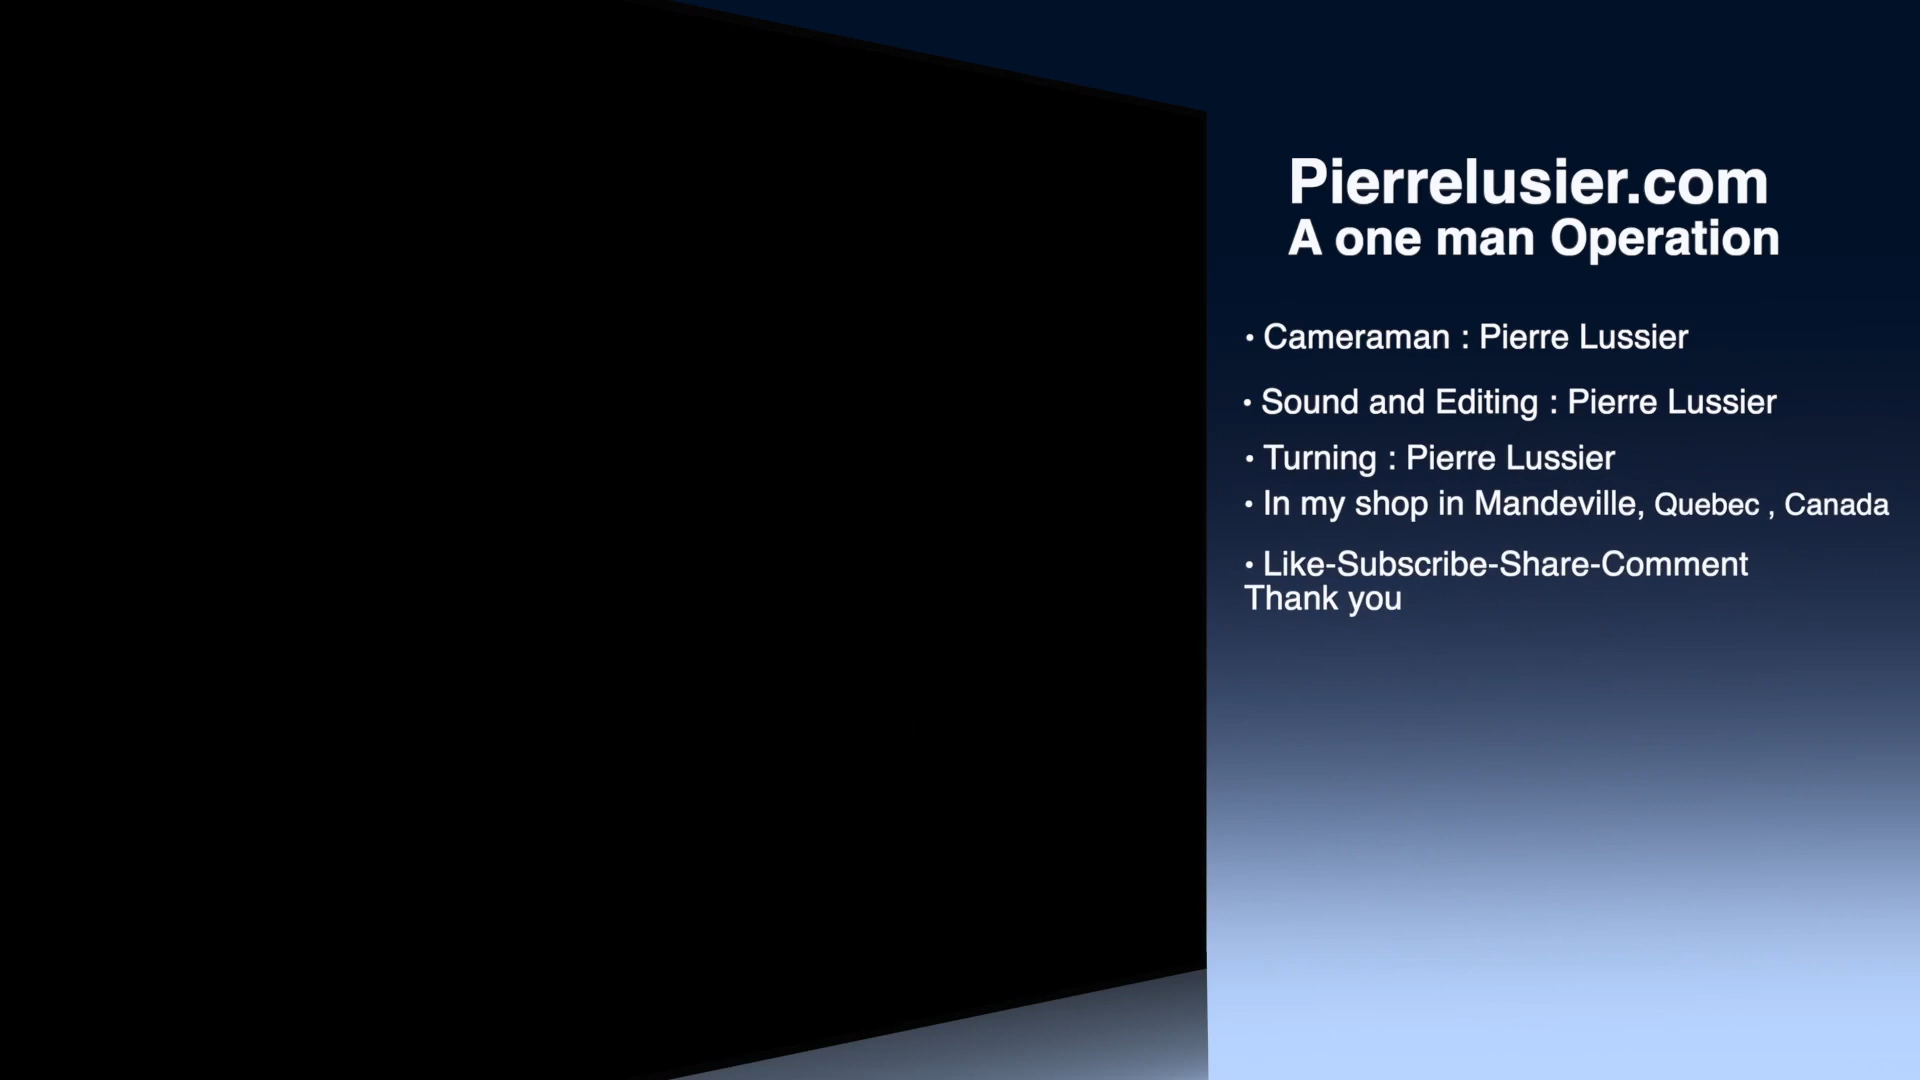 Pierrelusier.com
A one man Operation
• Cameraman : Pierre Lussier
• Sound and Editing : Pierre Lussier
• Turning : Pierre Lussier
• In my shop in Mandeville, Quebec , Canada
• Like-Subscribe-Share-Comment
Thank you